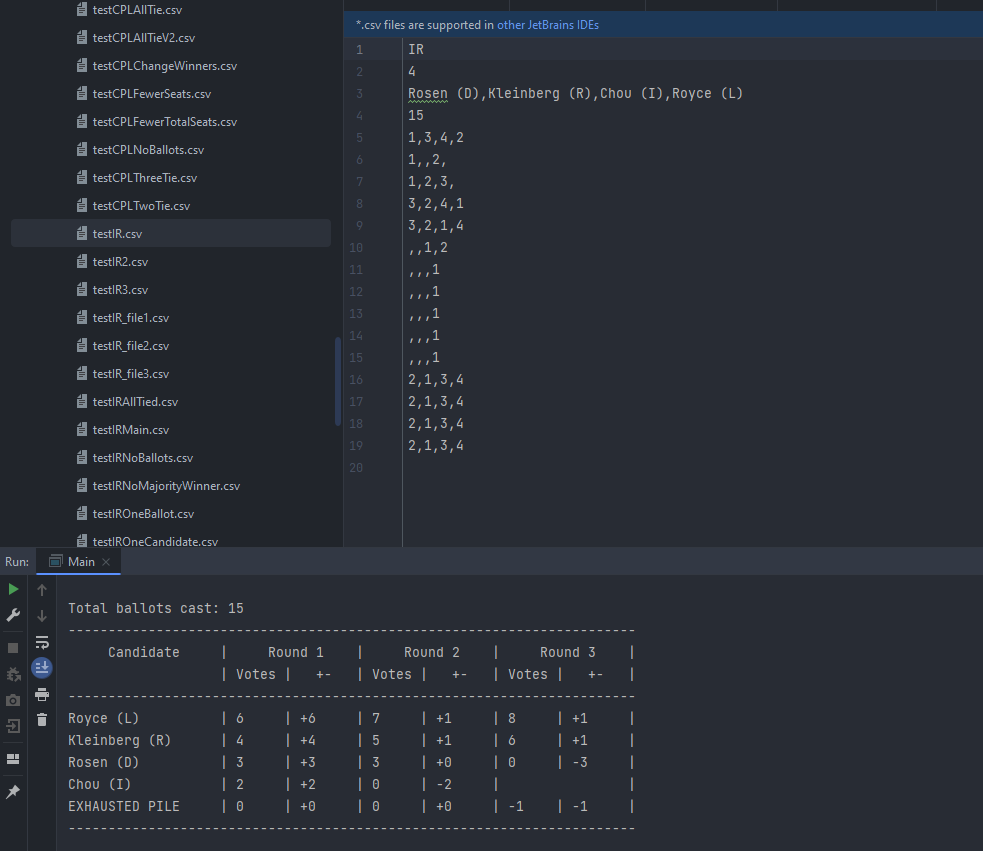 testCPLAllTie.csv
testCPLAllTieV2.csv
testCPLChangeWinners.csv
testCPLFewerSeats.csv
testCPLFewerTotalSeats.csv
testCPLNoBallots.csv
testCPLThreeTie.csv
testCPLTwoTie.csv
testIR.csv
testIR2.csv
testIR3.csv
testIR_file1.csv
testIR_file2.csv
testIR_file3.csv
testIRAllTied.csv
testIRMain.csv
testIRNoBallots.csv
testIRNoMajorityWinner.csv
testIROneBallot.csv
testIROneCandidate.csv
*.csv files are supported in other JetBrains IDEs
1 IR
2 4
3 Rosen (D),Kleinberg (R),Chou (I),Royce (L)
4 15
5 1,3,4,2
6 1,,2,
7 1,2,3,
8 3,2,4,1
9 3,2,1,4
10 ,,1,2
11 ,,,1
12 ,,,1
13 ,,,1
14 ,,,1
15 ,,,1
16 2,1,3,4
17 2,1,3,4
18 2,1,3,4
19 2,1,3,4
20
Run: Main
Total ballots cast: 15
-----------------------------------------------------------------------
Candidate | Round 1 | Round 2 | Round 3 |
| Votes | +- | Votes | +- | Votes | +- |
-----------------------------------------------------------------------
Royce (L) | 6 | +6 | 7 | +1 | 8 | +1 |
Kleinberg (R) | 4 | +4 | 5 | +1 | 6 | +1 |
Rosen (D) | 3 | +3 | 3 | +0 | 0 | -3 |
Chou (I) | 2 | +2 | 0 | -2 | |
EXHAUSTED PILE | 0 | +0 | 0 | +0 | -1 | -1 |
-----------------------------------------------------------------------